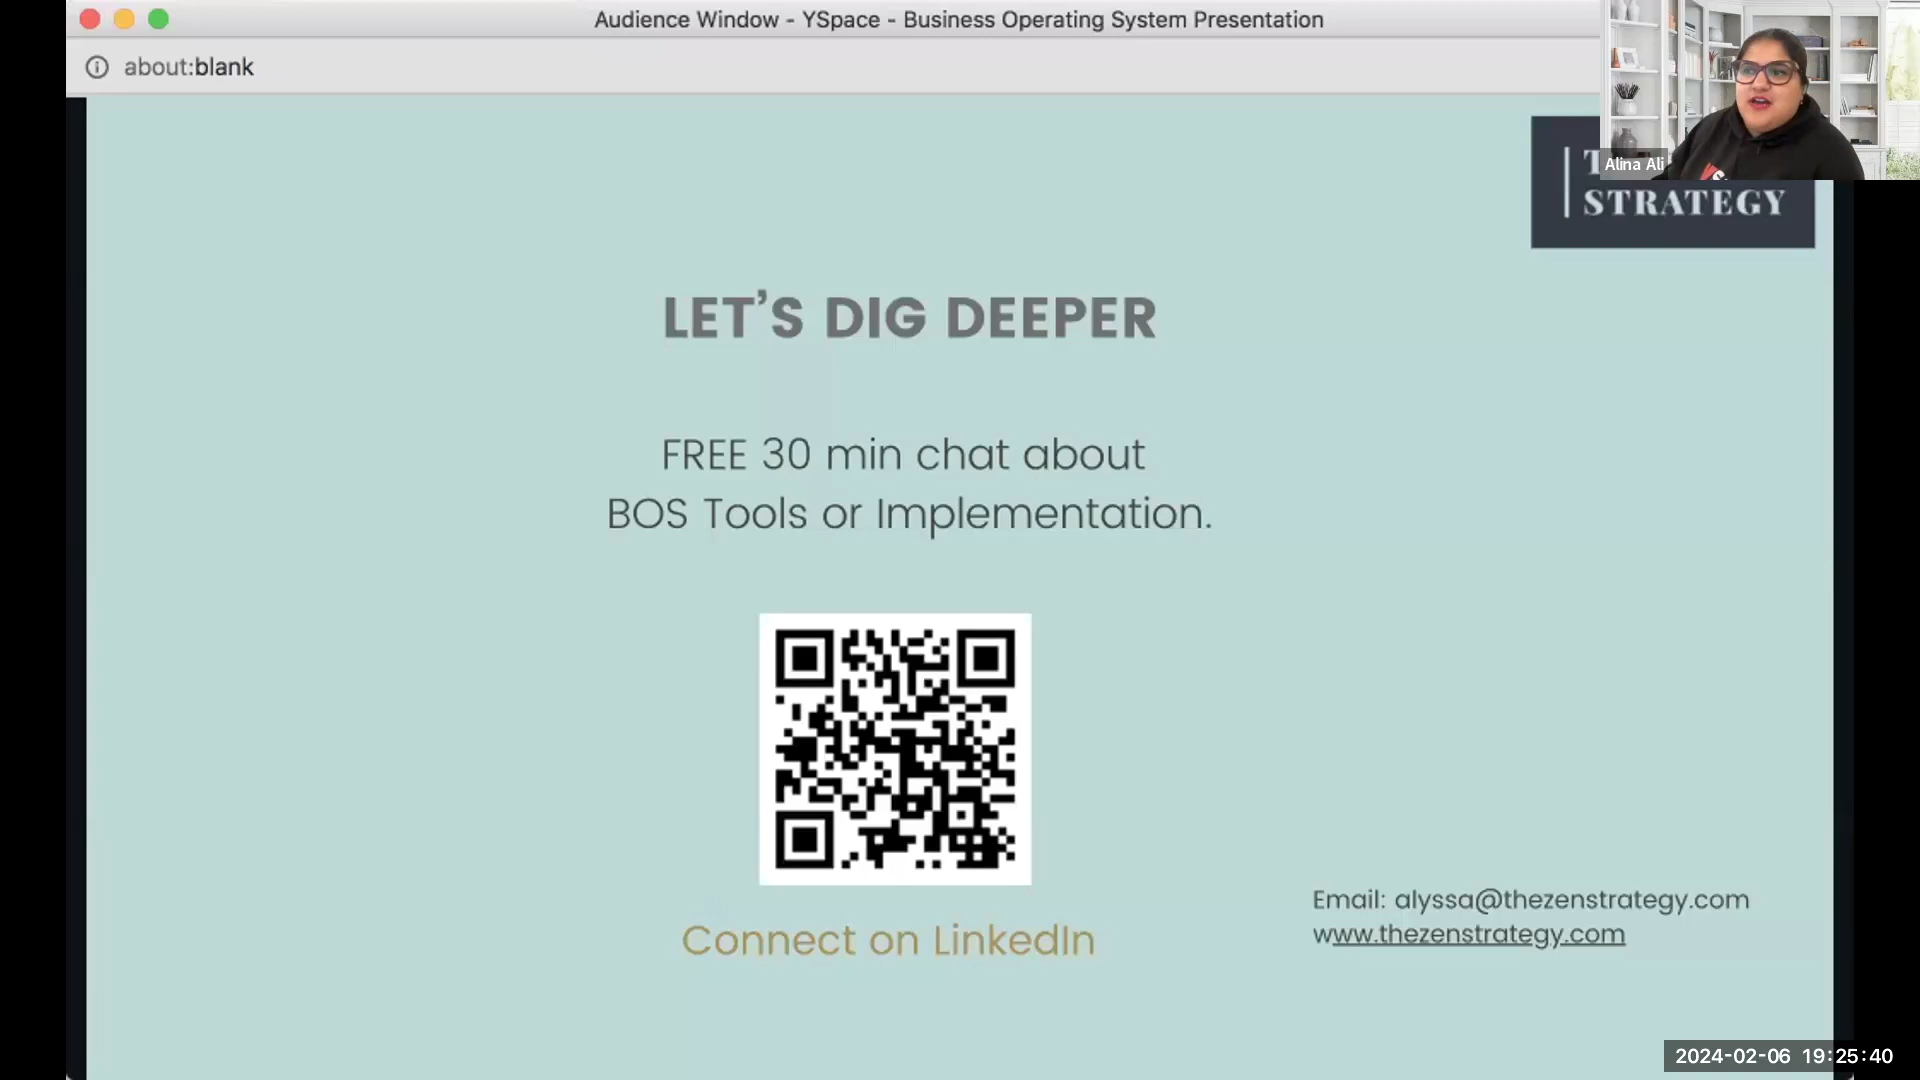 Audience Window - YSpace - Business Operating System Presentation
about:blank
Alina Ali
STRATEGY
LET’S DIG DEEPER
FREE 30 min chat about
BOS Tools or Implementation.
Connect on LinkedIn
Email: alyssa@thezenstrategy.com
www.thezenstrategy.com
2024-02-06 19:25:40